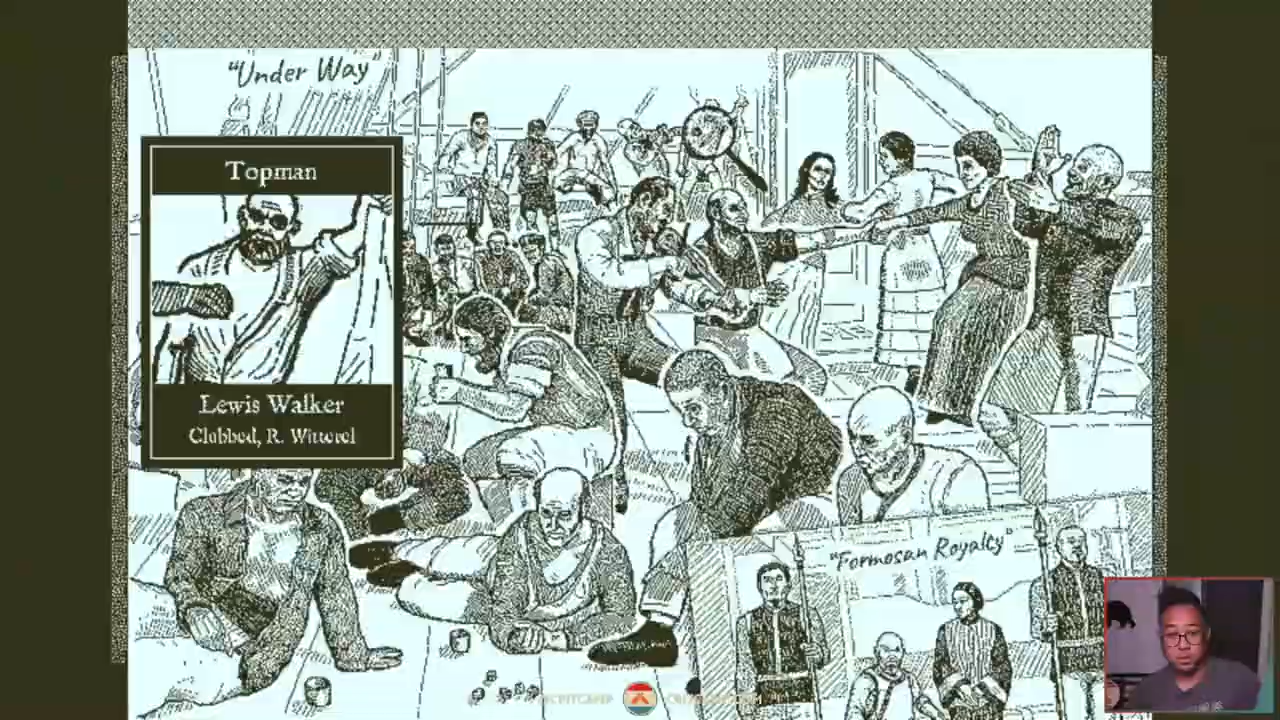 "Under Way"
Topman
Lewis Walker
Clubbed, R. Witterel
"Formosan Royalty"